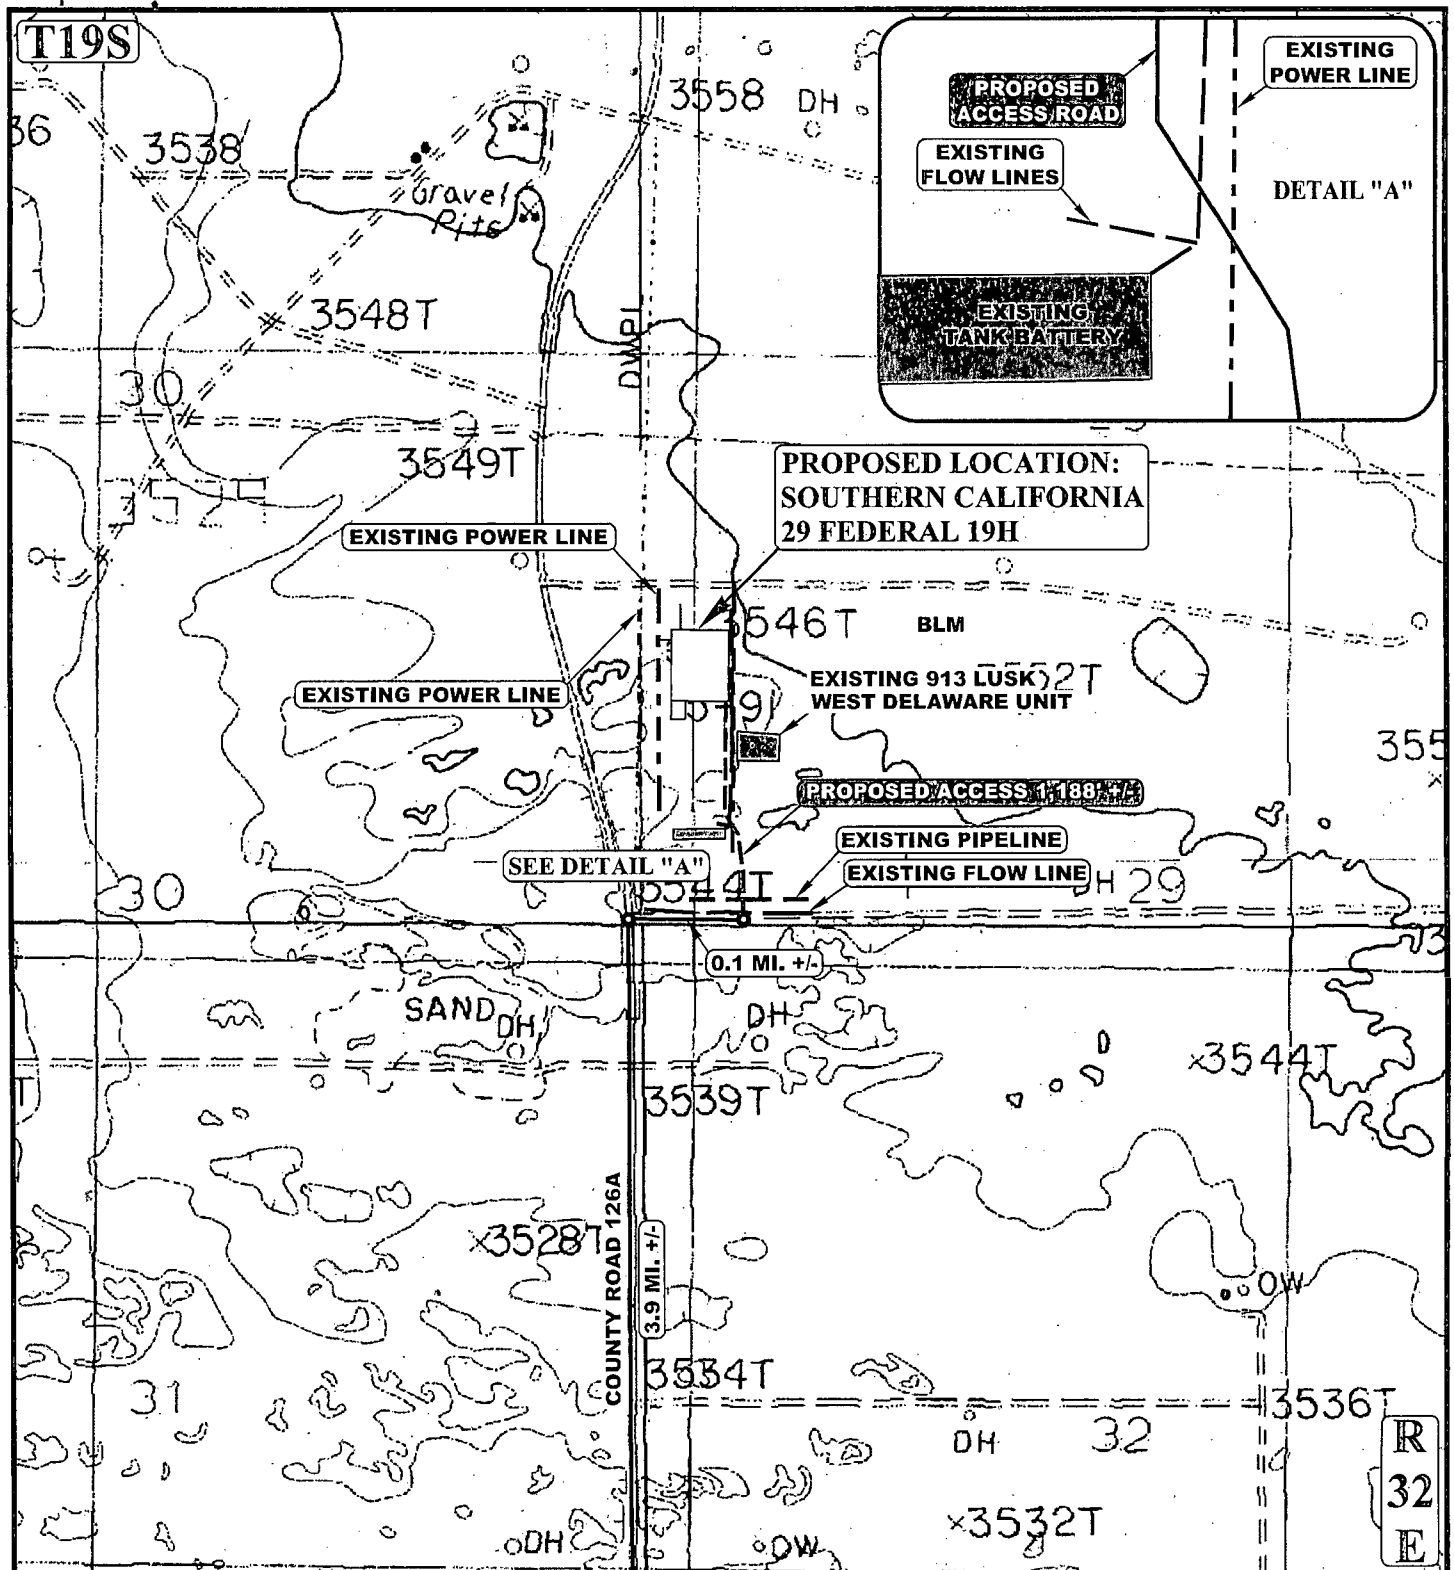 T19S
36
3538
3558
DH
Gravel
Pits
3548T
30
3549T
PROPOSED
ACCESS ROAD
EXISTING
POWER LINE
EXISTING
FLOW LINES
DETAIL "A"
EXISTING
TANK BATTERY
PROPOSED LOCATION:
SOUTHERN CALIFORNIA
29 FEDERAL 19H
EXISTING POWER LINE
546T
BLM
EXISTING POWER LINE
EXISTING 913 LUSK
WEST DELAWARE UNIT
52T
355
PROPOSED ACCESS 1,188' +/-
EXISTING PIPELINE
SEE DETAIL "A"
EXISTING FLOW LINE
30
29
0.1 MI. +/-
SAND
DH
DH
3544T
3539T
3528T
COUNTY ROAD 126A
3.9 MI. +/-
OW
3534T
31
3536T
DH
32
R
32
E
3532T
DH
OW